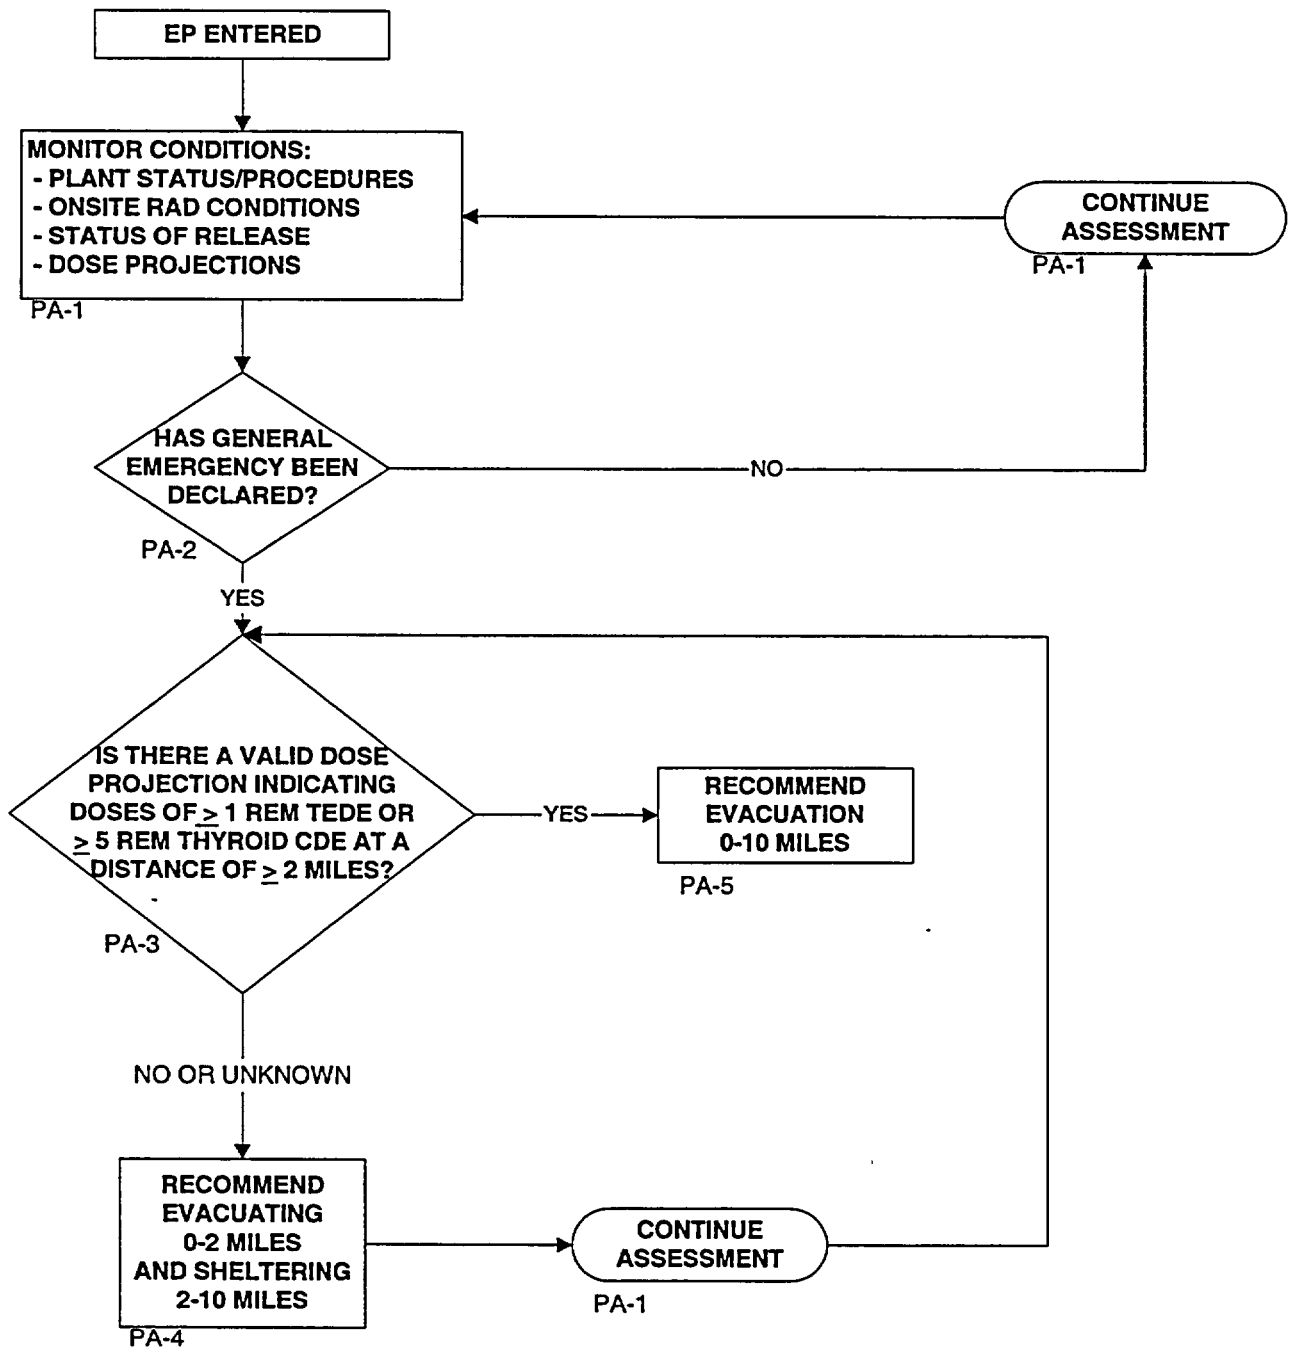 EP ENTERED
MONITOR CONDITIONS:
- PLANT STATUS/PROCEDURES
- ONSITE RAD CONDITIONS
- STATUS OF RELEASE
- DOSE PROJECTIONS
PA-1
CONTINUE
ASSESSMENT
PA-1
HAS GENERAL
EMERGENCY BEEN
DECLARED?
PA-2
NO
YES
IS THERE A VALID DOSE
PROJECTION INDICATING
DOSES OF ≥ 1 REM TEDE OR
≥ 5 REM THYROID CDE AT A
DISTANCE OF ≥ 2 MILES?
PA-3
YES
RECOMMEND
EVACUATION
0-10 MILES
PA-5
NO OR UNKNOWN
RECOMMEND
EVACUATING
0-2 MILES
AND SHELTERING
2-10 MILES
PA-4
CONTINUE
ASSESSMENT
PA-1